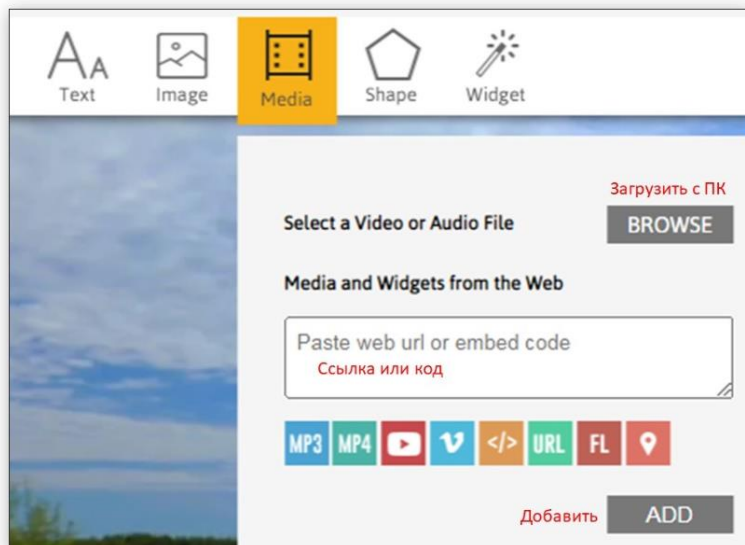 AA
Text Image Media Shape Widget
Загрузить с ПК
Select a Video or Audio File BROWSE
Media and Widgets from the Web
Paste web url or embed code
Ссылка или код
MP3 MP4 </> URL FL
Добавить ADD